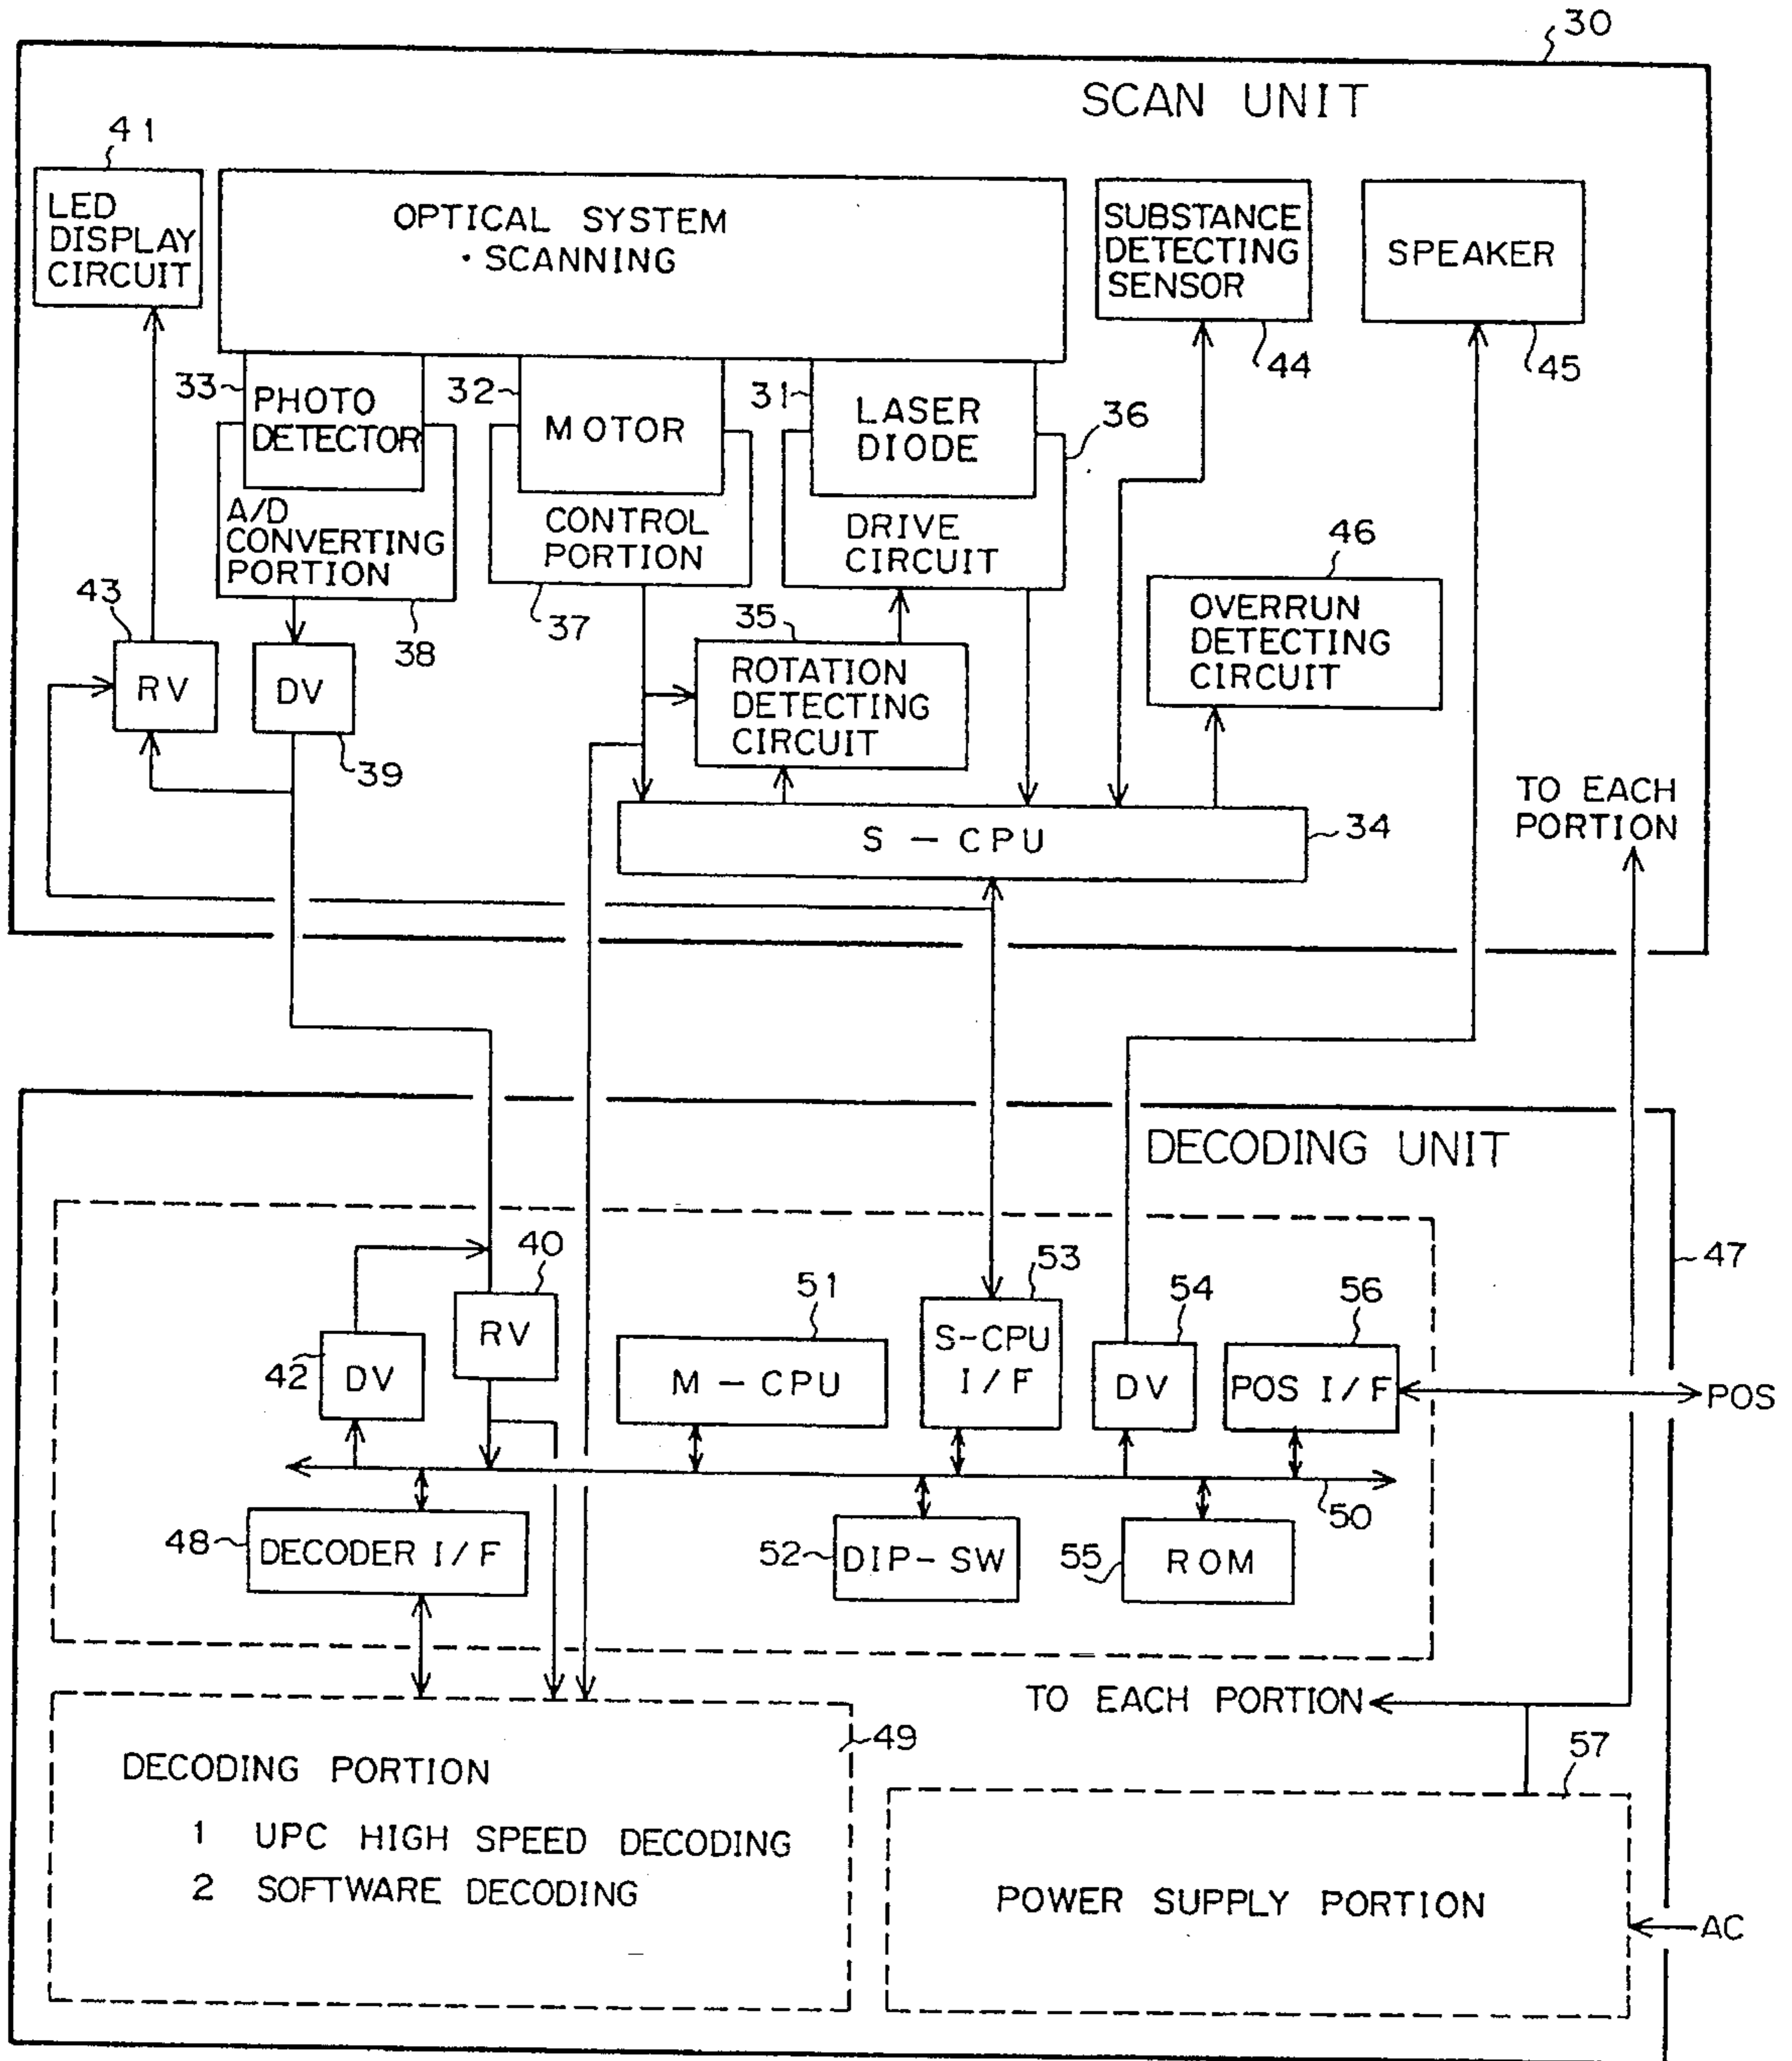 30
SCAN UNIT
41
LED
DISPLAY
CIRCUIT
OPTICAL SYSTEM
• SCANNING
SUBSTANCE
DETECTING
SENSOR
SPEAKER
44
45
33
PHOTO
DETECTOR
32
MOTOR
31
LASER
DIODE
36
A/D
CONVERTING
PORTION
CONTROL
PORTION
DRIVE
CIRCUIT
46
OVERRUN
DETECTING
CIRCUIT
43
38
37
35
RV
DV
ROTATION
DETECTING
CIRCUIT
39
TO EACH
PORTION
S - CPU
34
DECODING UNIT
47
40
53
51
54
56
42
DV
RV
M - CPU
S-CPU
I/F
DV
POS I/F
POS
50
48
DECODER I/F
52
DIP-SW
55
ROM
TO EACH PORTION
49
57
DECODING PORTION
1 UPC HIGH SPEED DECODING
2 SOFTWARE DECODING
POWER SUPPLY PORTION
AC